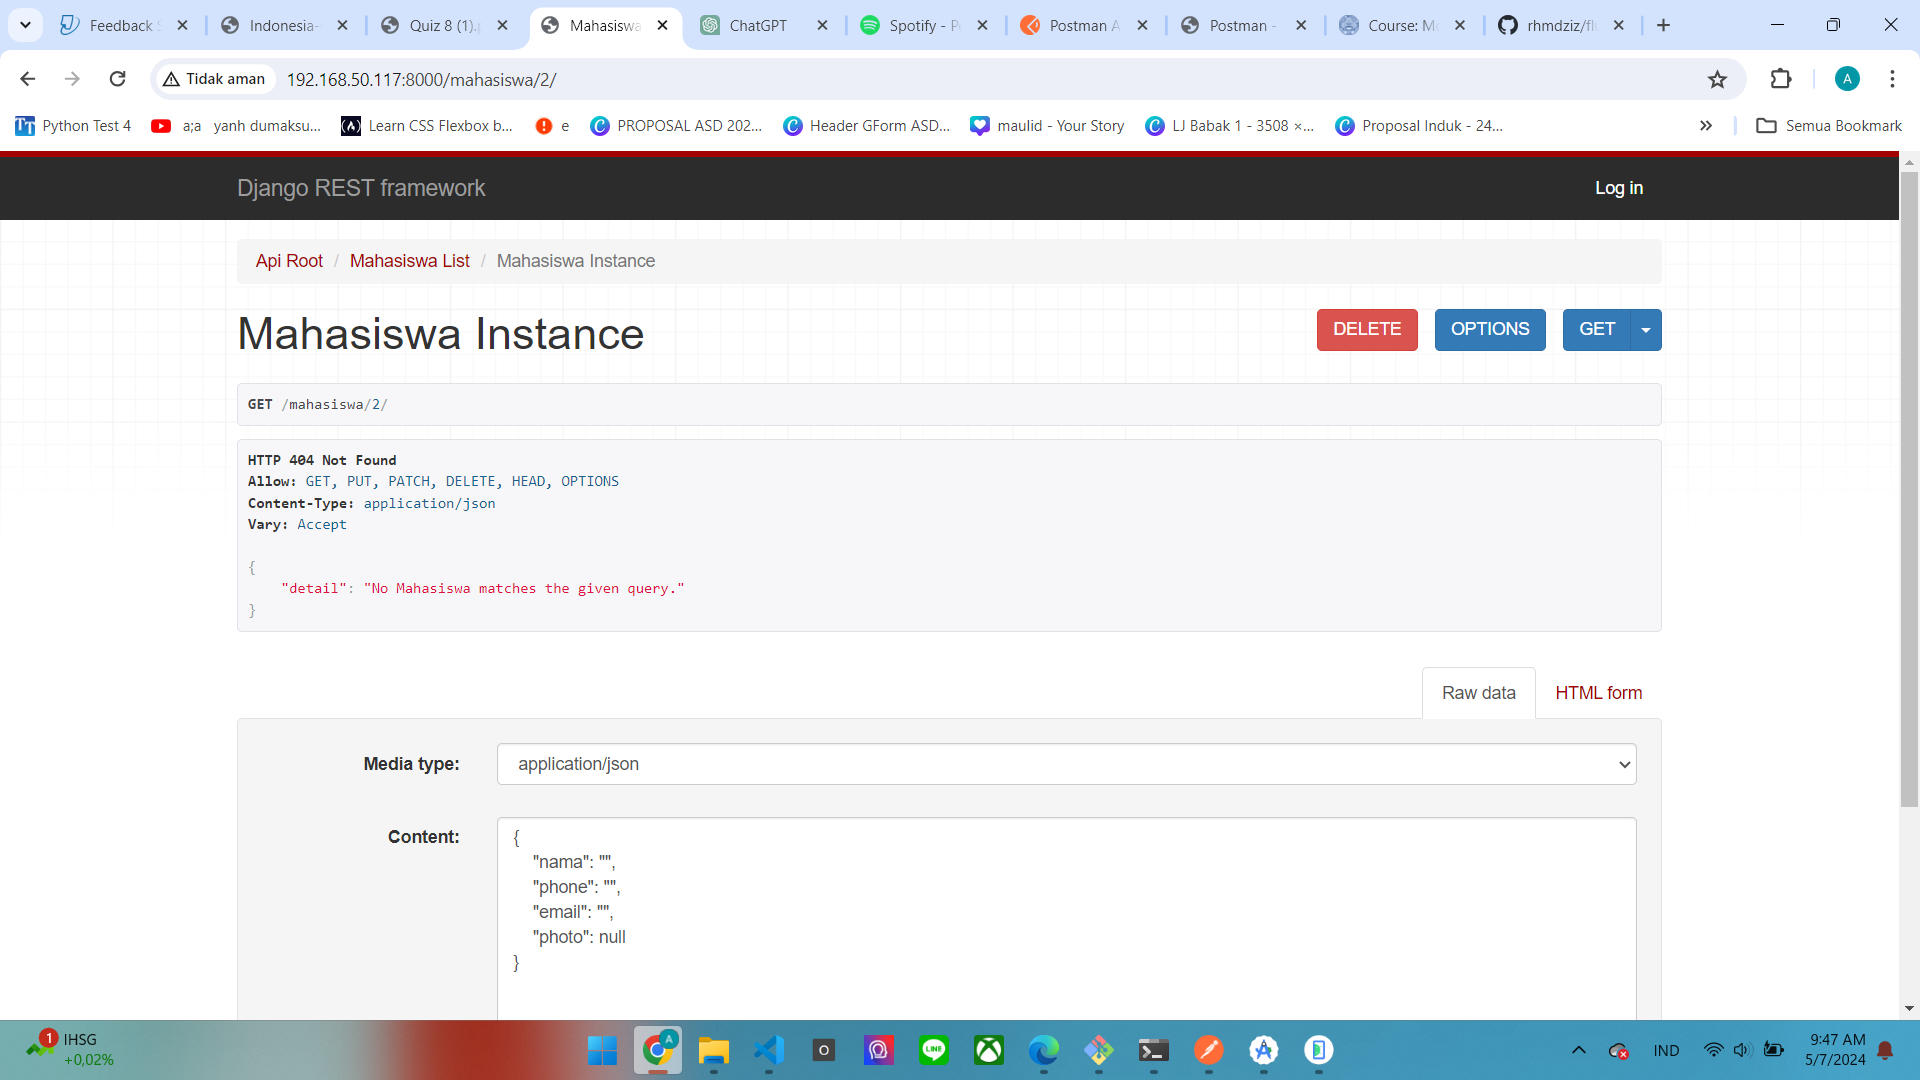 Feedback S
Indonesia-
Quiz 8 (1).
Mahasiswa
ChatGPT
Spotify - P
Postman A
Postman -
Course: M
rhmdziz/fl
Tidak aman
192.168.50.117:8000/mahasiswa/2/
A
Python Test 4
a;a yanh dumaksu...
Learn CSS Flexbox b...
e
PROPOSAL ASD 202...
Header GForm ASD...
maulid - Your Story
LJ Babak 1 - 3508 ×...
Proposal Induk - 24...
Semua Bookmark
Django REST framework
Log in
Api Root / Mahasiswa List / Mahasiswa Instance
Mahasiswa Instance
DELETE
OPTIONS
GET
GET /mahasiswa/2/
HTTP 404 Not Found
Allow: GET, PUT, PATCH, DELETE, HEAD, OPTIONS
Content-Type: application/json
Vary: Accept
{
"detail": "No Mahasiswa matches the given query."
}
Raw data
HTML form
Media type:
application/json
Content:
{
"nama": "",
"phone": "",
"email": "",
"photo": null
}
1
IHSG
+0,02%
IND
9:47 AM
5/7/2024